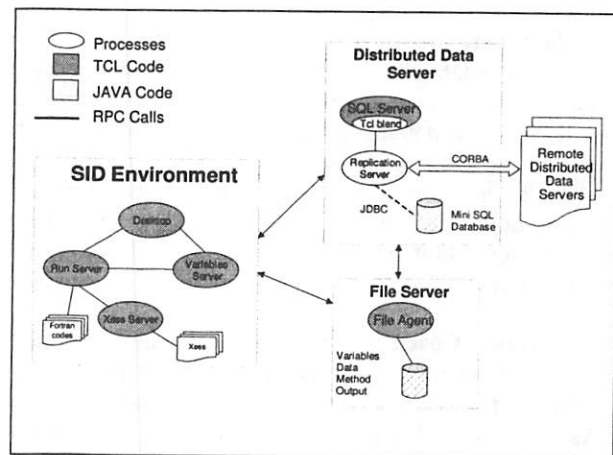 Processes
TCL Code
JAVA Code
RPC Calls
Distributed Data
Server
SQL Server
Tcl blend
Replication
Server
CORBA
Remote
Distributed
Data
Servers
JDBC
Mini SQL
Database
SID Environment
Desktop
Run Server
Variables
Server
Xess Server
Fortran
codes
Xess
File Server
File Agent
Variables
Data
Method
Output